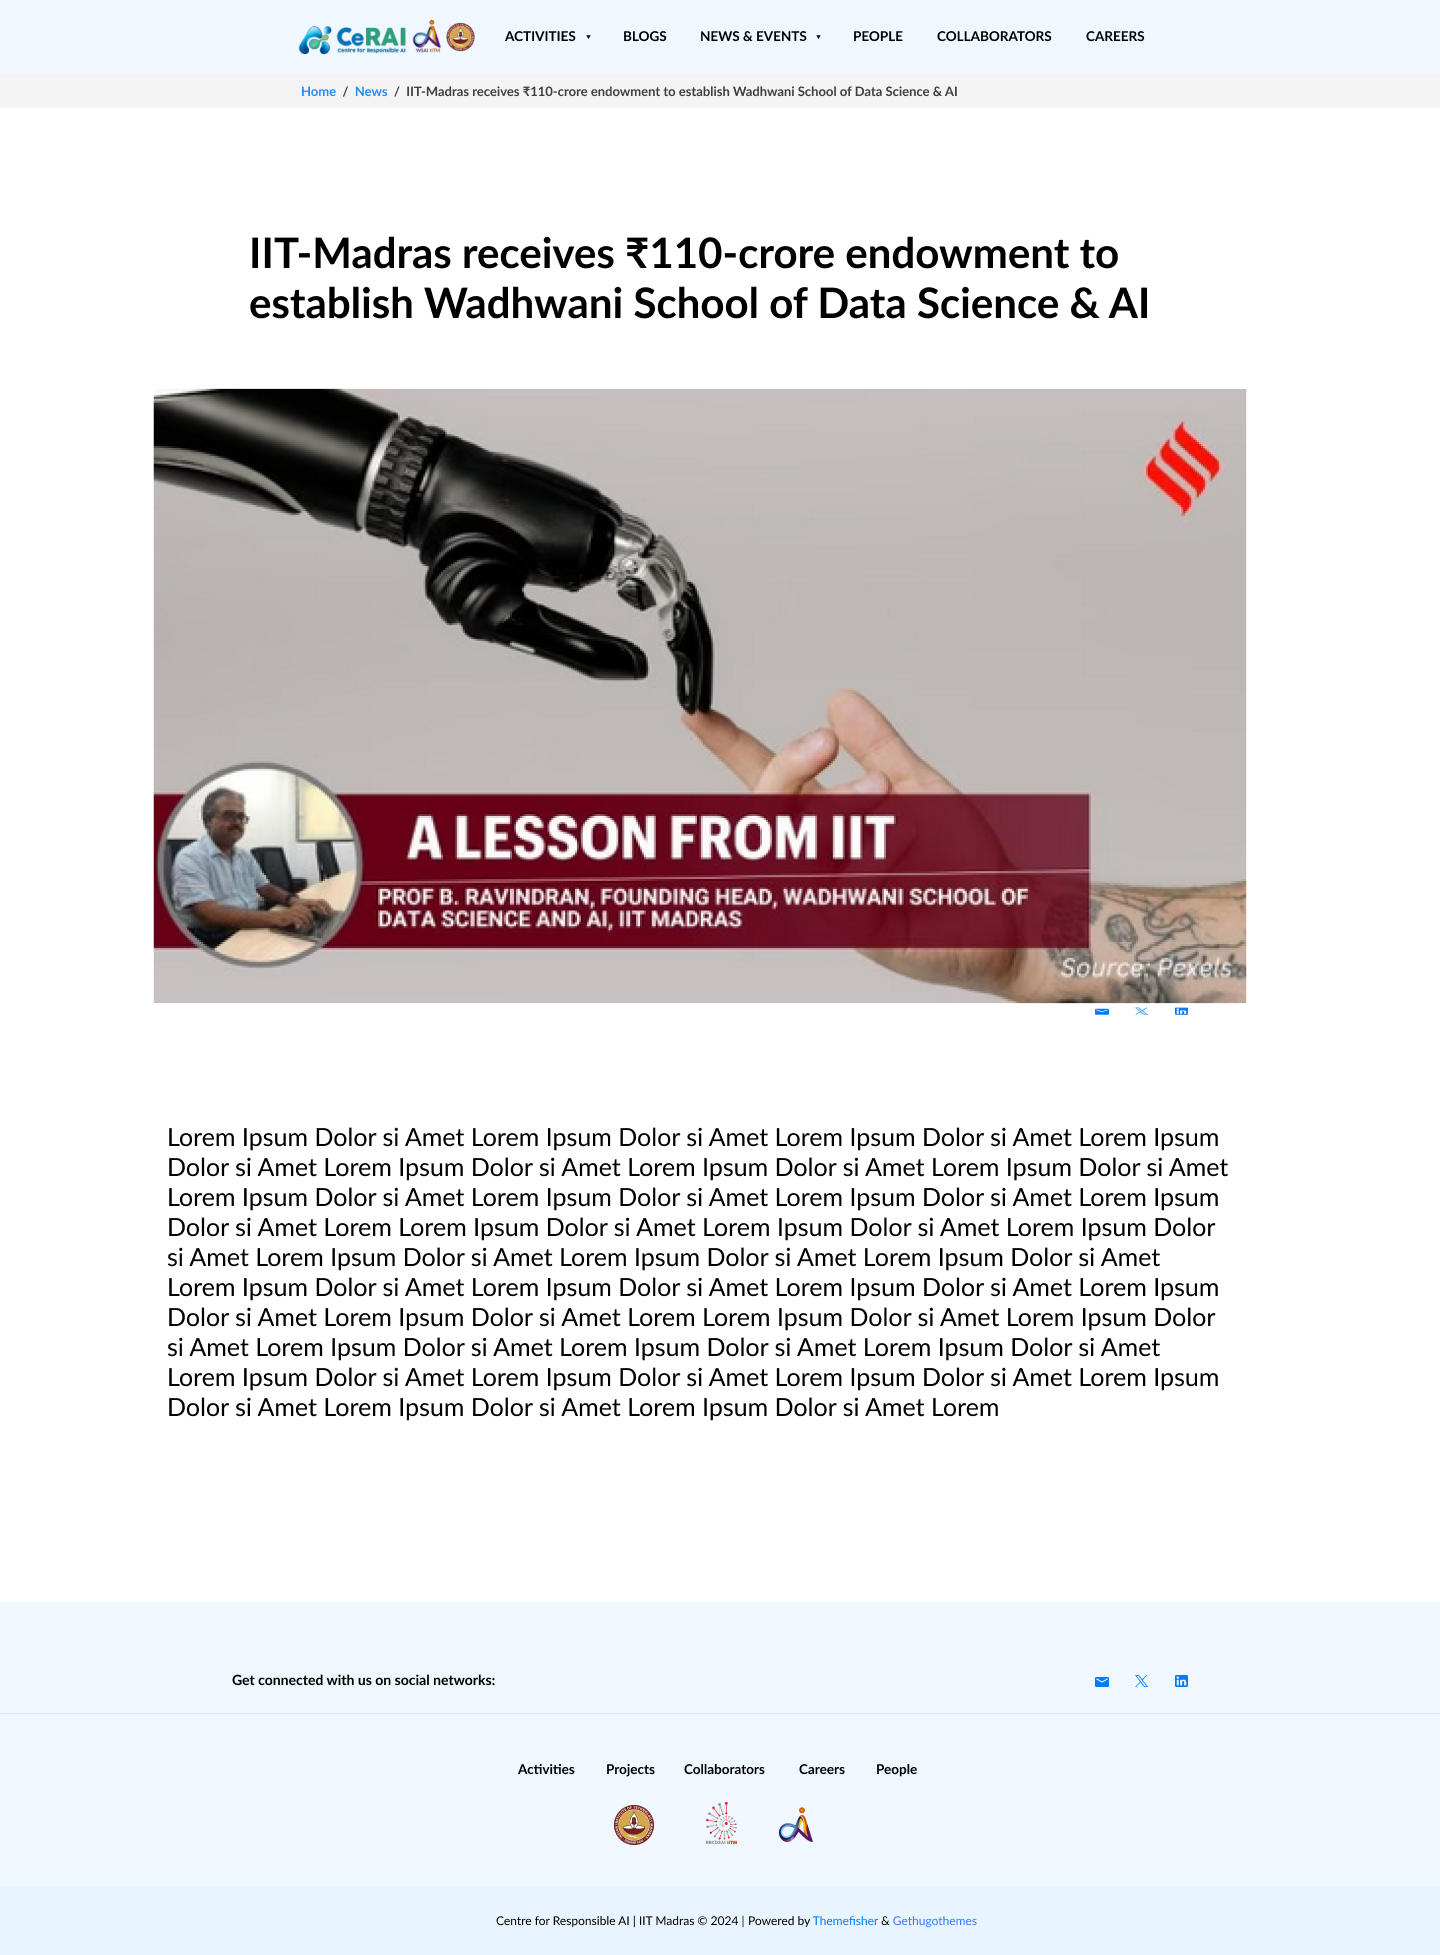 CeRAI
Centre for Responsible AI
WSAI IITM
ACTIVITIES ▾ BLOGS NEWS & EVENTS ▾ PEOPLE COLLABORATORS CAREERS
Home / News / IIT-Madras receives ₹110-crore endowment to establish Wadhwani School of Data Science & AI
IIT-Madras receives ₹110-crore endowment to
establish Wadhwani School of Data Science & AI
A LESSON FROM IIT
PROF B. RAVINDRAN, FOUNDING HEAD, WADHWANI SCHOOL OF
DATA SCIENCE AND AI, IIT MADRAS
Source: Pexels
Lorem Ipsum Dolor si Amet Lorem Ipsum Dolor si Amet Lorem Ipsum Dolor si Amet Lorem Ipsum
Dolor si Amet Lorem Ipsum Dolor si Amet Lorem Ipsum Dolor si Amet Lorem Ipsum Dolor si Amet
Lorem Ipsum Dolor si Amet Lorem Ipsum Dolor si Amet Lorem Ipsum Dolor si Amet Lorem Ipsum
Dolor si Amet Lorem Lorem Ipsum Dolor si Amet Lorem Ipsum Dolor si Amet Lorem Ipsum Dolor
si Amet Lorem Ipsum Dolor si Amet Lorem Ipsum Dolor si Amet Lorem Ipsum Dolor si Amet
Lorem Ipsum Dolor si Amet Lorem Ipsum Dolor si Amet Lorem Ipsum Dolor si Amet Lorem Ipsum
Dolor si Amet Lorem Ipsum Dolor si Amet Lorem Lorem Ipsum Dolor si Amet Lorem Ipsum Dolor
si Amet Lorem Ipsum Dolor si Amet Lorem Ipsum Dolor si Amet Lorem Ipsum Dolor si Amet
Lorem Ipsum Dolor si Amet Lorem Ipsum Dolor si Amet Lorem Ipsum Dolor si Amet Lorem Ipsum
Dolor si Amet Lorem Ipsum Dolor si Amet Lorem Ipsum Dolor si Amet Lorem
Get connected with us on social networks:
Activities Projects Collaborators Careers People
Centre for Responsible AI | IIT Madras © 2024 | Powered by Themefisher & Gethugothemes